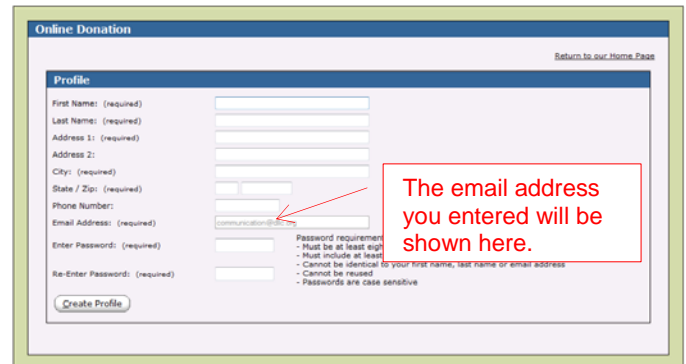 Online Donation
Return to our Home Page
Profile
First Name: (required)
Last Name: (required)
Address 1: (required)
Address 2:
City: (required)
State / Zip: (required)
Phone Number:
Email Address: (required)
The email address
you entered will be
shown here.
Enter Password: (required)
Password requirement
- Must be at least eig
- Must include at least
- Cannot be identical to your first name, last name or email address
- Cannot be reused
- Passwords are case sensitive
Re-Enter Password: (required)
Create Profile